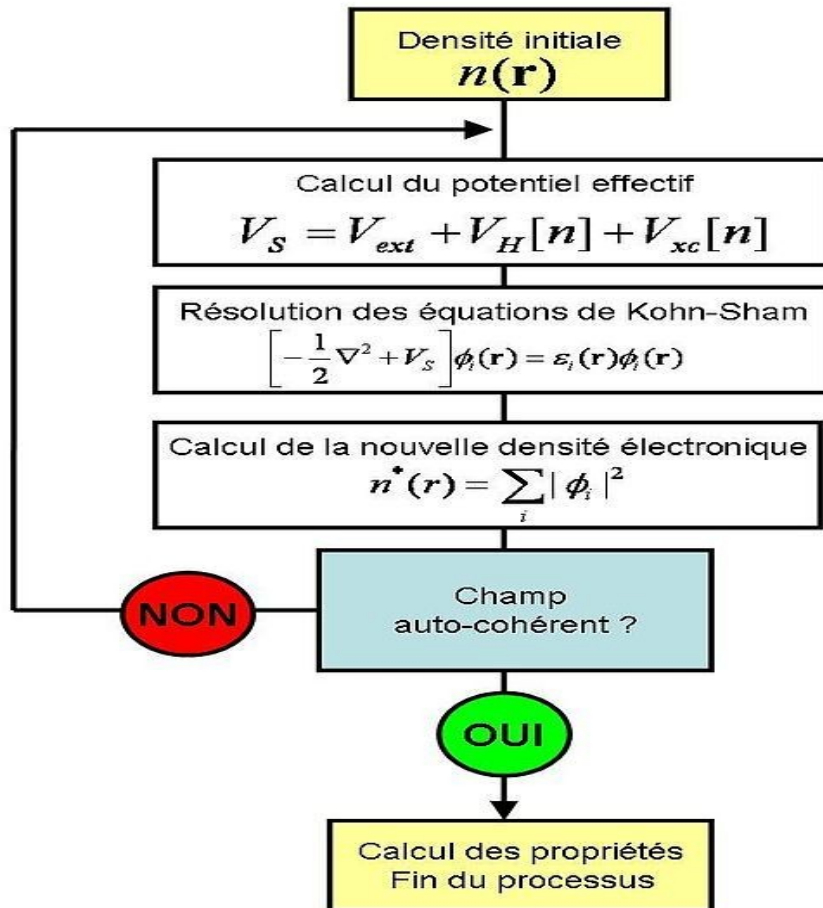 Densité initiale
n(r)
Calcul du potentiel effectif
V_S = V_ext + V_H[n] + V_xc[n]
Résolution des équations de Kohn-Sham
[-1/2 ∇² + V_S] ϕ_i(r) = ε_i(r)ϕ_i(r)
Calcul de la nouvelle densité électronique
n*(r) = ∑_i | ϕ_i |²
Champ
auto-cohérent ?
NON
OUI
Calcul des propriétés
Fin du processus